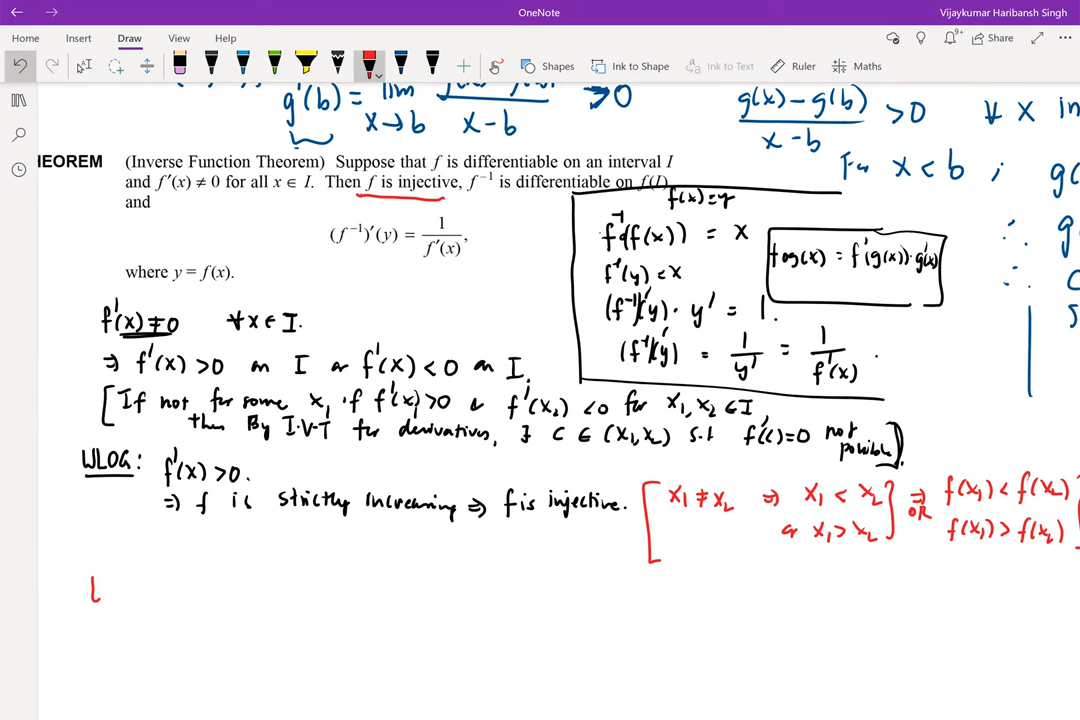 OneNote
Vijaykumar Haribansh Singh
Home Insert Draw View Help
9+
Share
Shapes Ink to Shape Ink to Text Ruler Maths
g'(b) = lim
x→b x-b →0
g(x) - g(b) / x-b >0 ∀ x in
For x < b ; g(
∴ g
∴ c
S
HEOREM (Inverse Function Theorem) Suppose that f is differentiable on an interval I
and f′(x) ≠ 0 for all x ∈ I. Then f is injective, f⁻¹ is differentiable on f(I)
and
(f⁻¹)′(y) = 1/f′(x),
where y = f(x).
f(x)=y
f⁻¹(f(x)) = x
f⁻¹(y) = x
(f⁻¹)'(y) · y' = 1.
(f⁻¹)'(y) = 1/y' = 1/f'(x) .
fog(x) = f'(g(x))·g'(x)
f'(x) ≠ 0 ∀x ∈ I.
⇒ f'(x) >0 on I or f'(x) < 0 on I.
[If not for some x₁ if f'(x₁)>0 & f'(x₂) <0 for x₁,x₂ ∈ I
then By I.V.T for derivatives, ∃ c ∈ (x₁,x₂) s.t f'(c)=0 not possible].
WLOG: f'(x) >0.
⇒ f is strictly increasing ⇒ f is injective.
[ x₁ ≠ x₂ ⇒ x₁ < x₂ ] ⇒ f(x₁) < f(x₂)
or x₁ > x₂ OR f(x₁) > f(x₂)